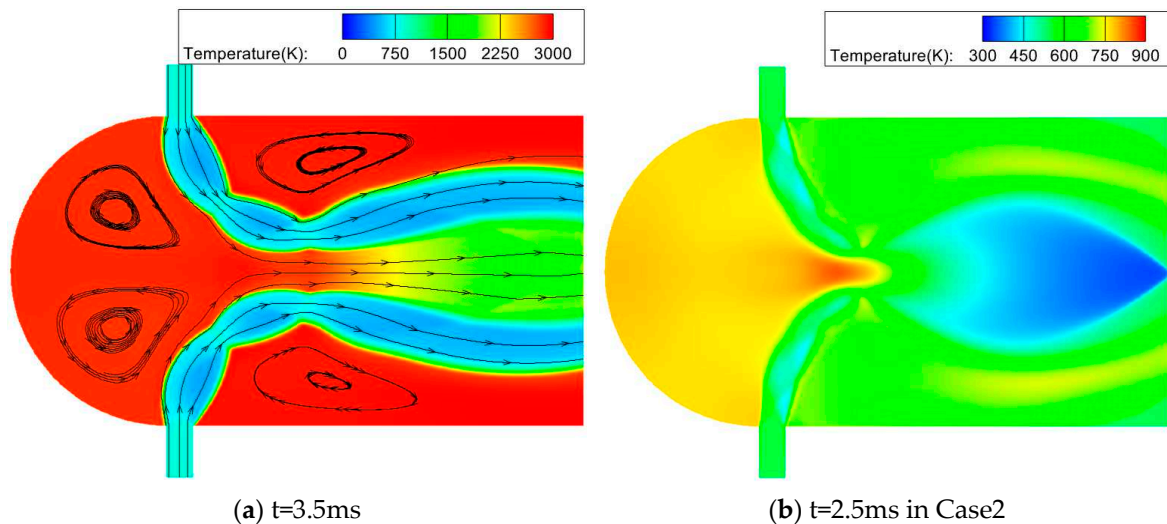 Temperature(K): 0 750 1500 2250 3000
Temperature(K): 300 450 600 750 900
(a) t=3.5ms
(b) t=2.5ms in Case2